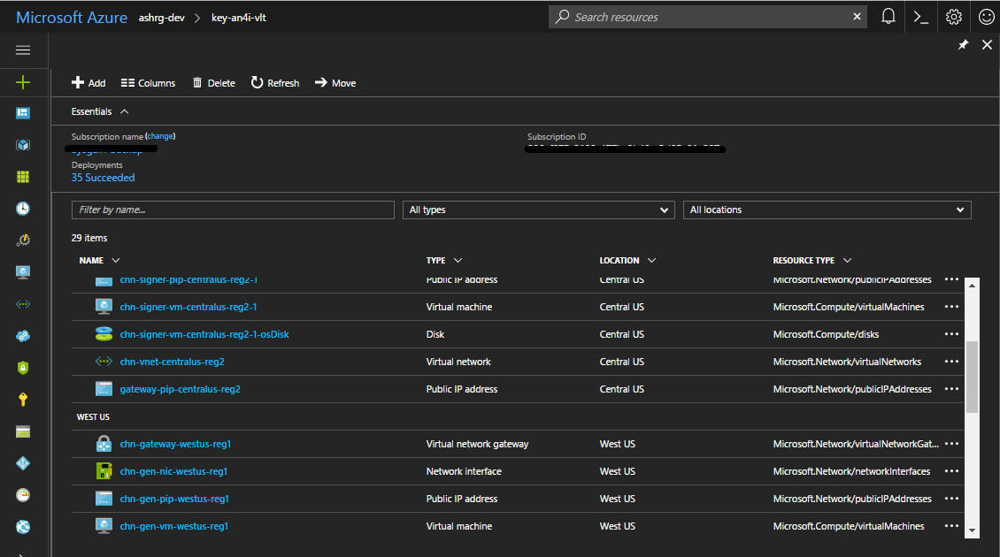 Microsoft Azure ashrg-dev > key-an4i-vlt Search resources
Add Columns Delete Refresh Move
Essentials
Subscription name (change) Subscription ID
Deployments
35 Succeeded
Filter by name... All types All locations
29 items
NAME TYPE LOCATION RESOURCE TYPE
chn-signer-pip-centralus-reg2-1 Public IP address Central US Microsoft.Network/publicIPAddresses
chn-signer-vm-centralus-reg2-1 Virtual machine Central US Microsoft.Compute/virtualMachines
chn-signer-vm-centralus-reg2-1-osDisk Disk Central US Microsoft.Compute/disks
chn-vnet-centralus-reg2 Virtual network Central US Microsoft.Network/virtualNetworks
gateway-pip-centralus-reg2 Public IP address Central US Microsoft.Network/publicIPAddresses
WEST US
chn-gateway-westus-reg1 Virtual network gateway West US Microsoft.Network/virtualNetworkGat...
chn-gen-nic-westus-reg1 Network interface West US Microsoft.Network/networkInterfaces
chn-gen-pip-westus-reg1 Public IP address West US Microsoft.Network/publicIPAddresses
chn-gen-vm-westus-reg1 Virtual machine West US Microsoft.Compute/virtualMachines